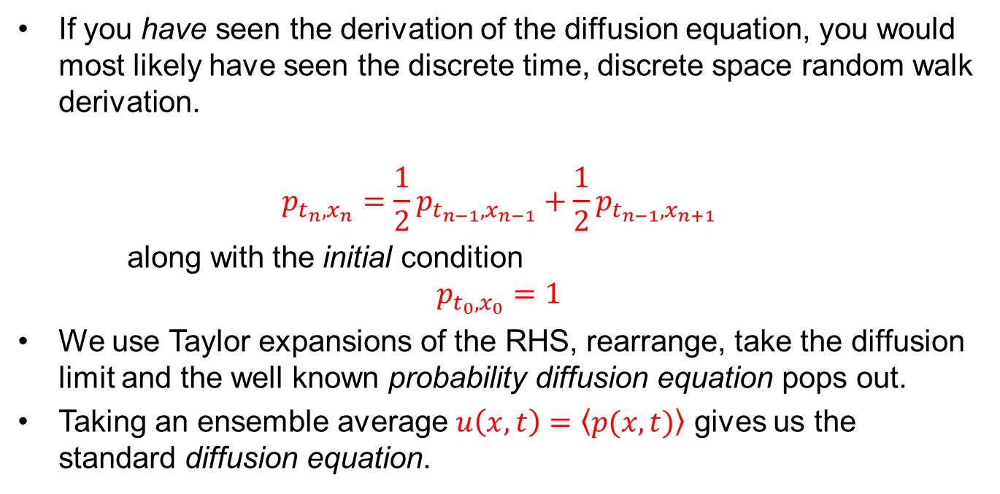 • If you have seen the derivation of the diffusion equation, you would
most likely have seen the discrete time, discrete space random walk
derivation.
p_{t_n,x_n} = \frac{1}{2} p_{t_{n-1},x_{n-1}} + \frac{1}{2} p_{t_{n-1},x_{n+1}}
along with the initial condition
p_{t_0,x_0} = 1
• We use Taylor expansions of the RHS, rearrange, take the diffusion
limit and the well known probability diffusion equation pops out.
• Taking an ensemble average u(x, t) = ⟨p(x, t)⟩ gives us the
standard diffusion equation.